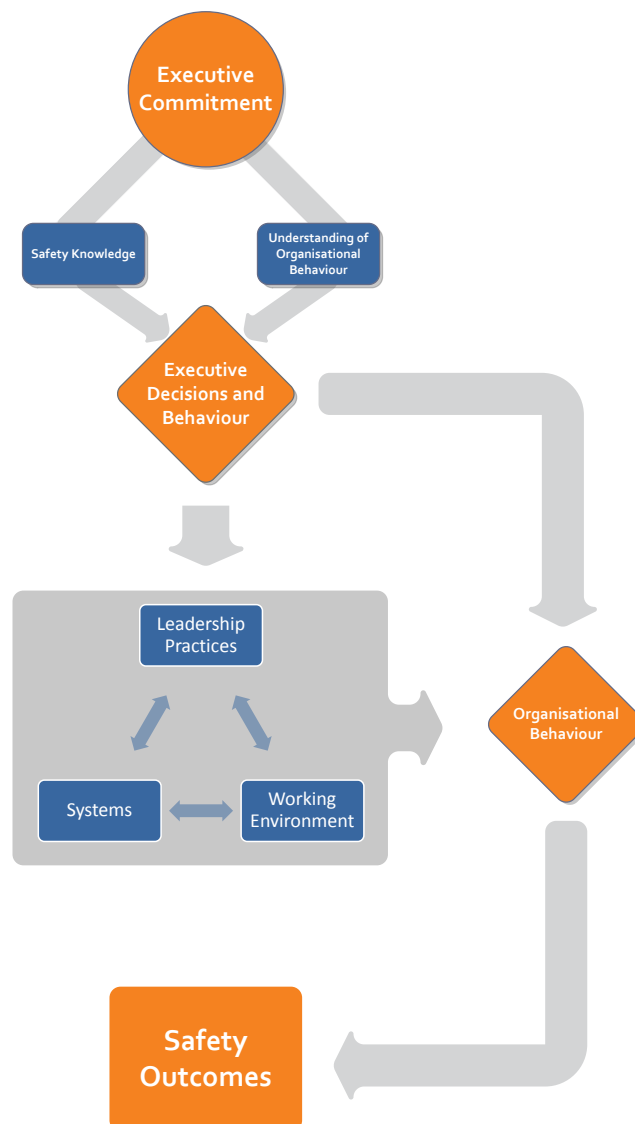 Executive
Commitment
Safety Knowledge
Understanding of
Organisational
Behaviour
Executive
Decisions and
Behaviour
Leadership
Practices
Organisational
Behaviour
Systems
Working
Environment
Safety
Outcomes